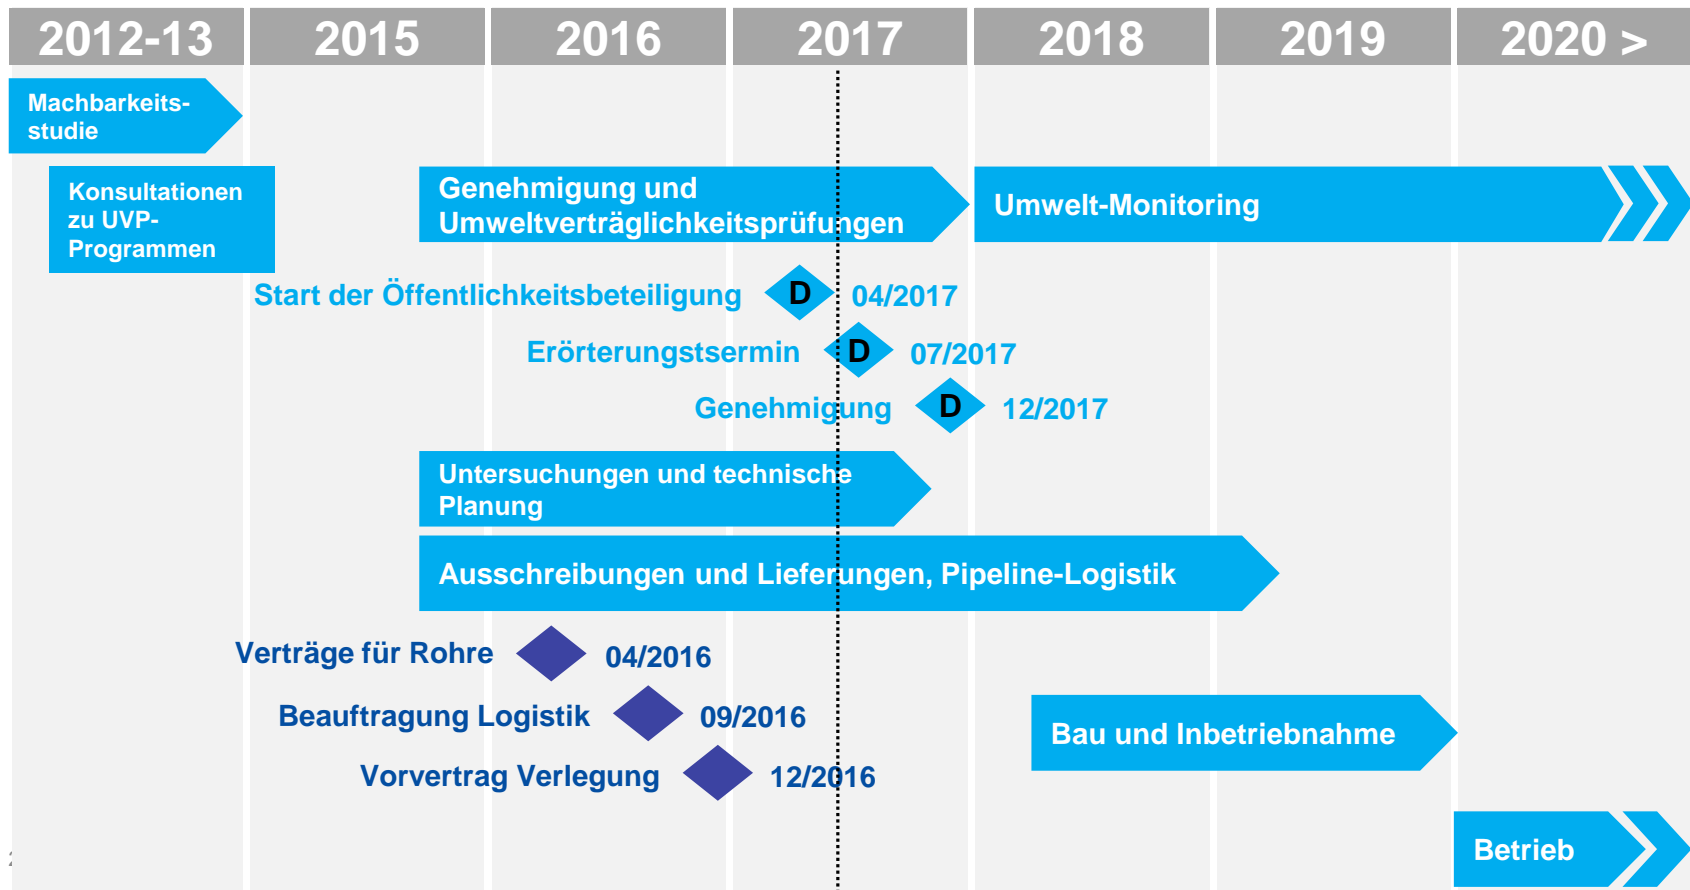 2012-13 2015 2016 2017 2018 2019 2020 >
Machbarkeits-
studie
Konsultationen
zu UVP-
Programmen
Genehmigung und
Umweltverträglichkeitsprüfungen
Umwelt-Monitoring
Start der Öffentlichkeitsbeteiligung D 04/2017
Erörterungstsermin D 07/2017
Genehmigung D 12/2017
Untersuchungen und technische
Planung
Ausschreibungen und Lieferungen, Pipeline-Logistik
Verträge für Rohre 04/2016
Beauftragung Logistik 09/2016
Vorvertrag Verlegung 12/2016
Bau und Inbetriebnahme
Betrieb